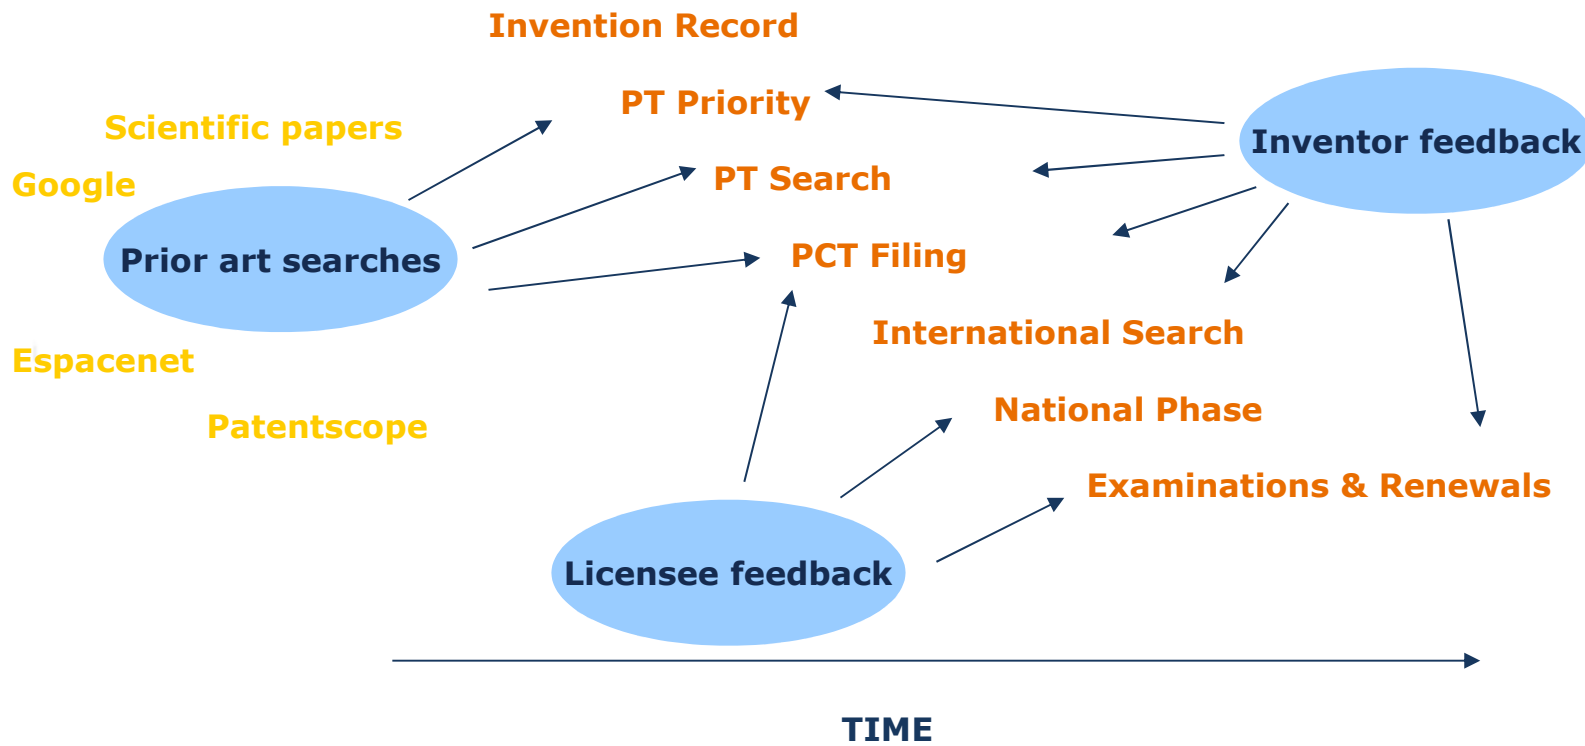 Invention Record
PT Priority
Scientific papers
Inventor feedback
Google
PT Search
Prior art searches
PCT Filing
International Search
Espacenet
National Phase
Patentscope
Examinations & Renewals
Licensee feedback
TIME